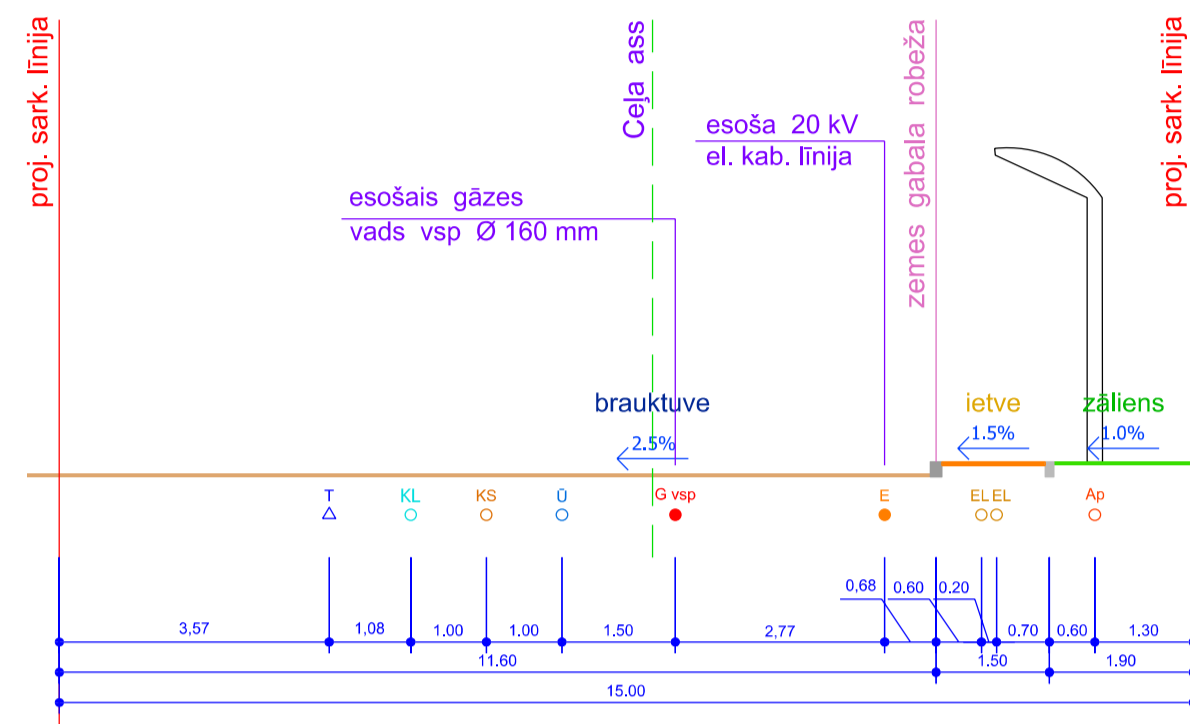 proj. sark. līnija
Ceļa ass
zemes gabala robeža
proj. sark. līnija
esoša 20 kV
el. kab. līnija
esošais gāzes
vads vsp Ø 160 mm
brauktuve
ietve
zāliens
2.5%
1.5%
1.0%
T
KL
KS
Ū
G vsp
E
EL EL
Ap
0,68
0.60
0.20
3,57
1,08
1.00
1.00
1.50
2,77
0.70
0.60
1.30
11.60
1.50
1.90
15.00